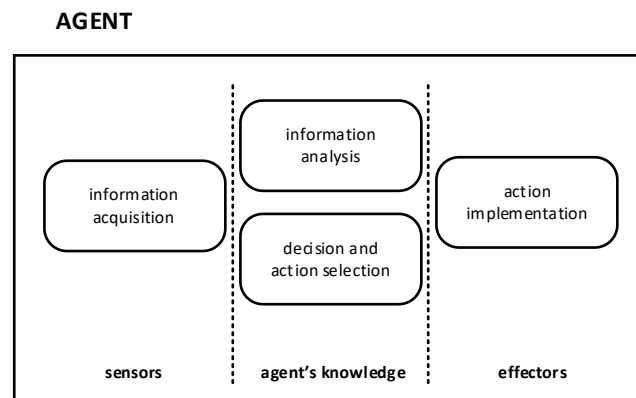 AGENT
information
acquisition
information
analysis
decision and
action selection
action
implementation
sensors
agent's knowledge
effectors